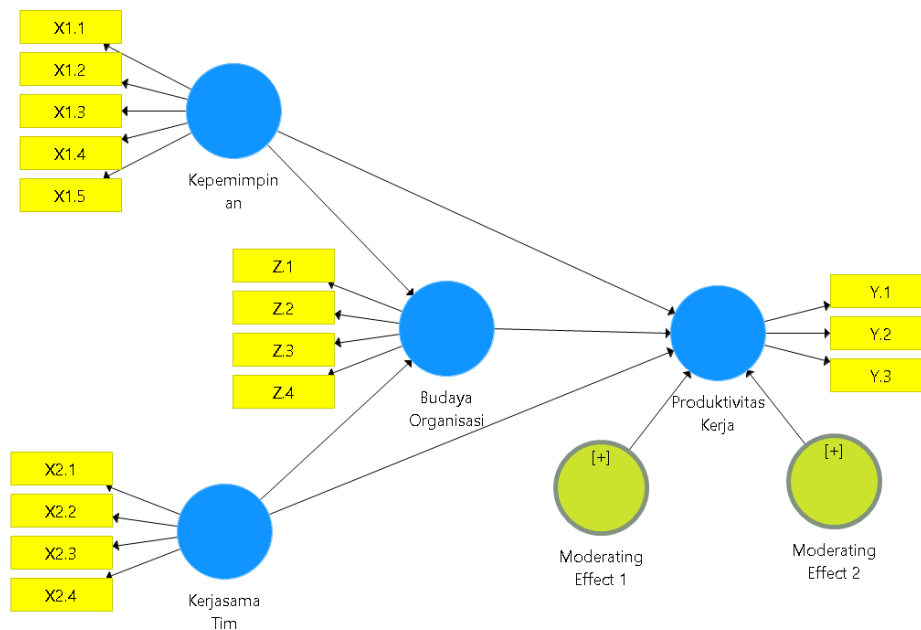 X1.1
X1.2
X1.3
X1.4
X1.5
Kepemimpin
an
Z.1
Z.2
Z.3
Z.4
Budaya
Organisasi
Y.1
Y.2
Y.3
Produktivitas
Kerja
X2.1
X2.2
X2.3
X2.4
Kerjasama
Tim
[+]
Moderating
Effect 1
[+]
Moderating
Effect 2